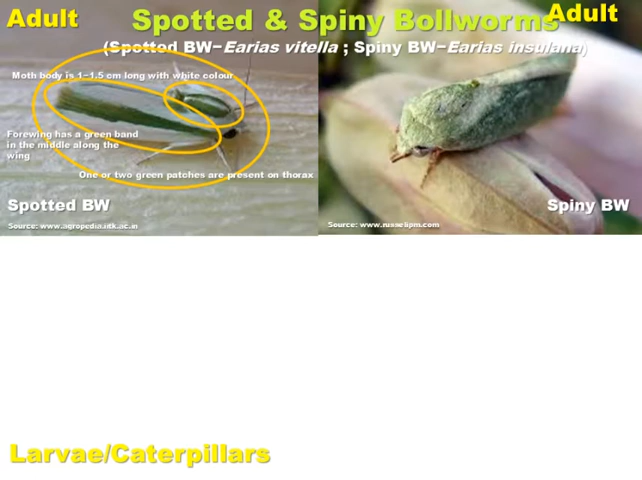 Adult
Spotted & Spiny Bollworms
Adult
(Spotted BW–Earias vitella ; Spiny BW–Earias insulana)
Moth body is 1–1.5 cm long with white colour
Forewing has a green band
in the middle along the
wing
One or two green patches are present on thorax
Spotted BW
Spiny BW
Source: www.agropedia.iitk.ac.in
Source: www.russellipm.com
Larvae/Caterpillars